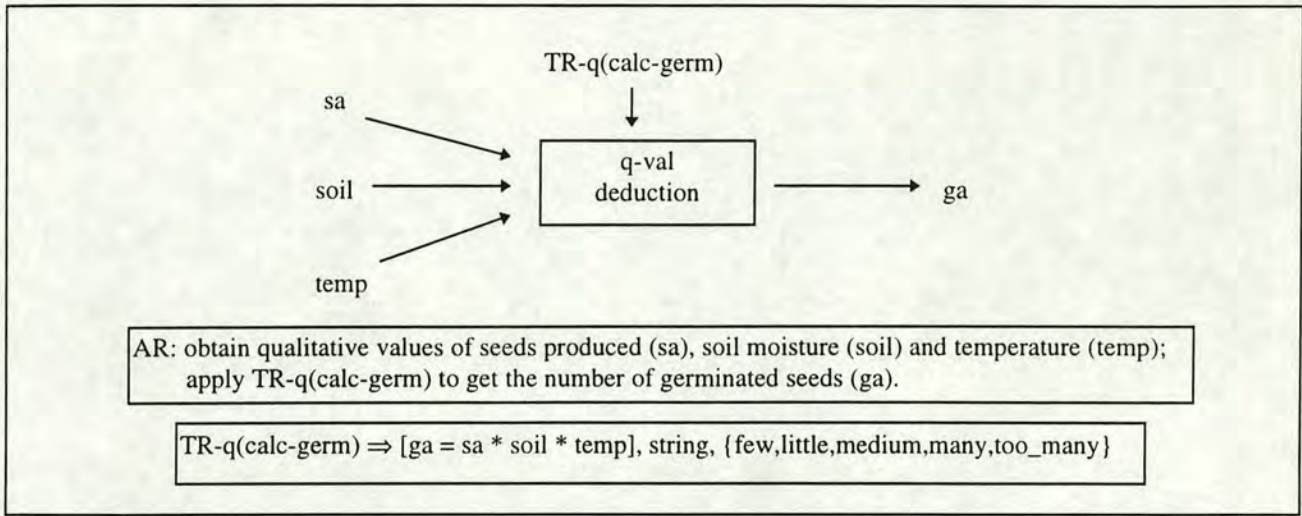 TR-q(calc-germ)
sa
q-val
deduction
soil
ga
temp
AR: obtain qualitative values of seeds produced (sa), soil moisture (soil) and temperature (temp);
apply TR-q(calc-germ) to get the number of germinated seeds (ga).
TR-q(calc-germ) ⇒ [ga = sa * soil * temp], string, {few,little,medium,many,too_many}